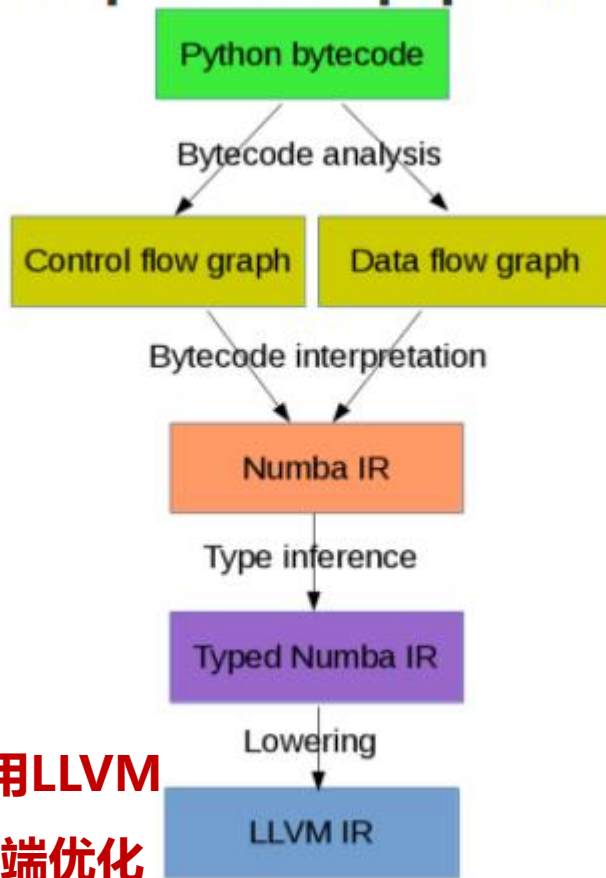 Python bytecode
Bytecode analysis
Control flow graph
Data flow graph
Bytecode interpretation
Numba IR
Type inference
Typed Numba IR
Lowering
用LLVM
LLVM IR
端优化